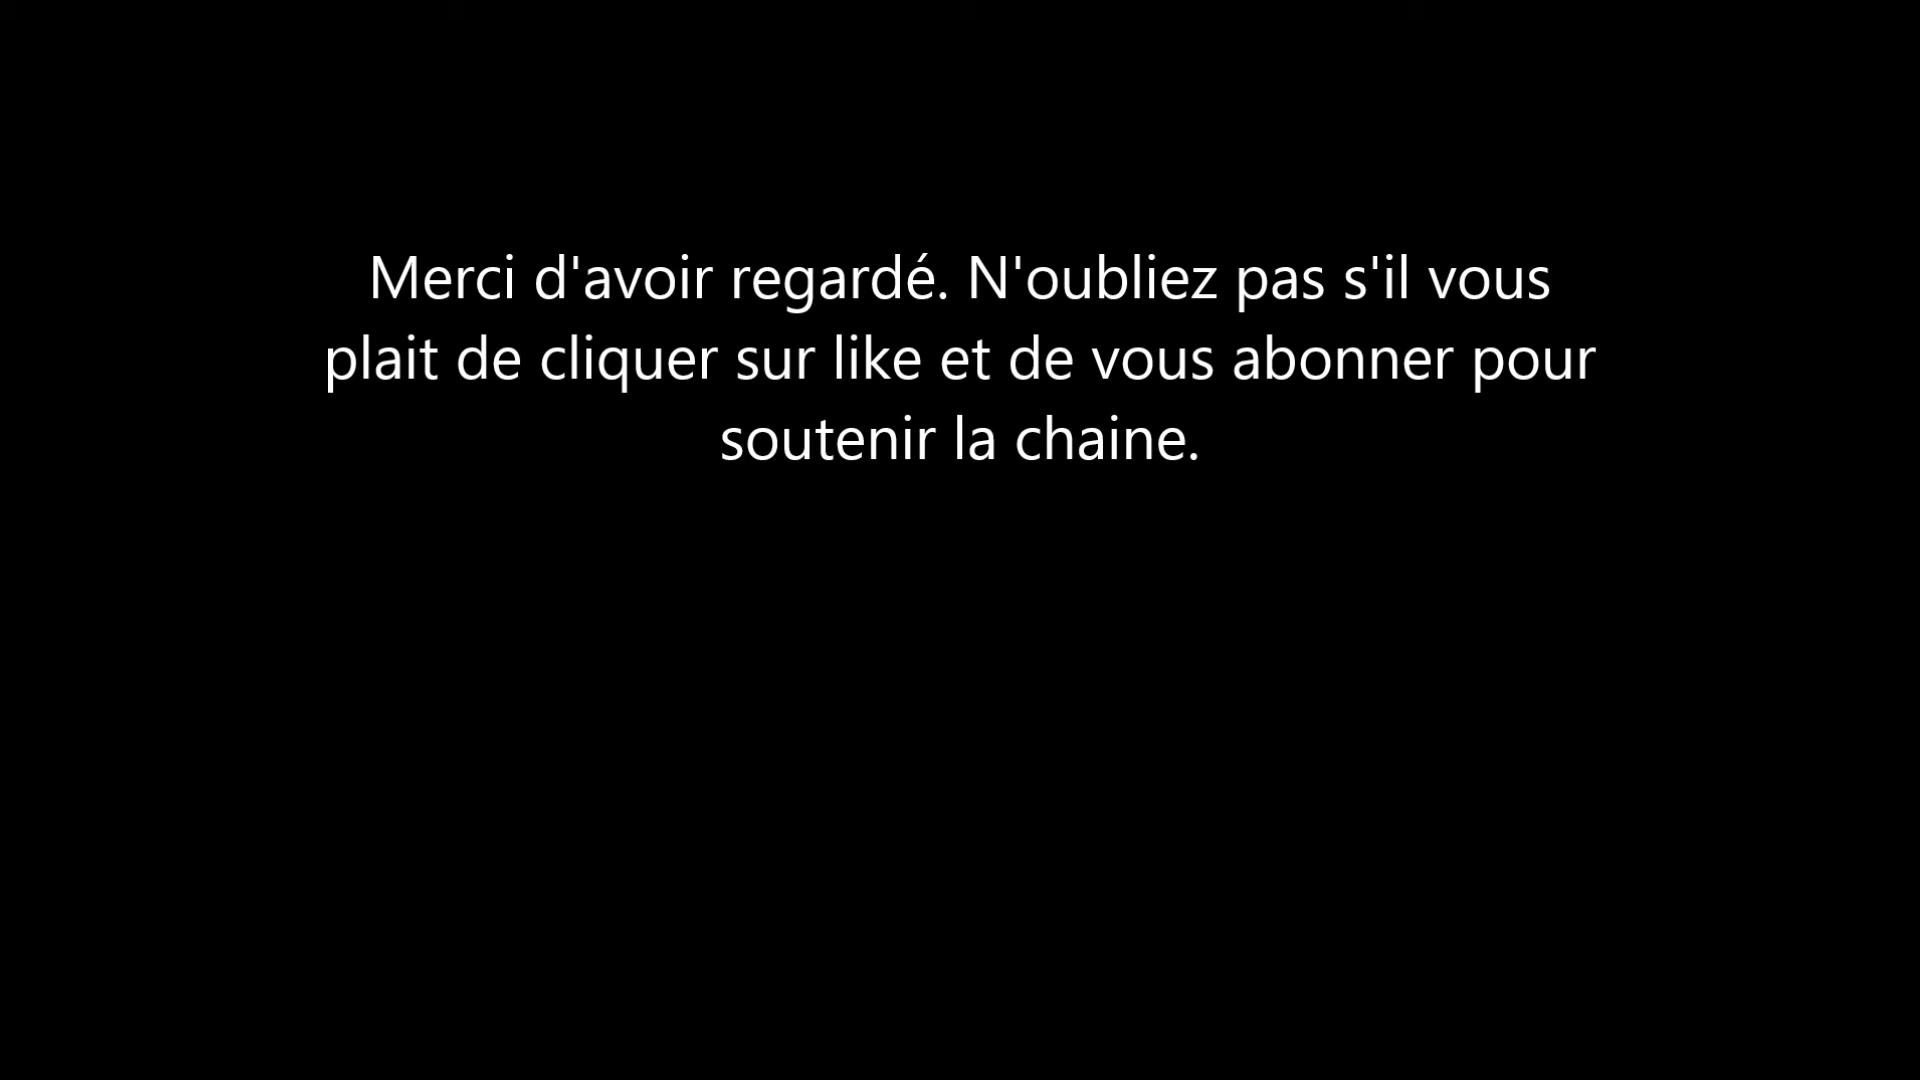 Merci d'avoir regardé. N'oubliez pas s'il vous
plait de cliquer sur like et de vous abonner pour
soutenir la chaine.